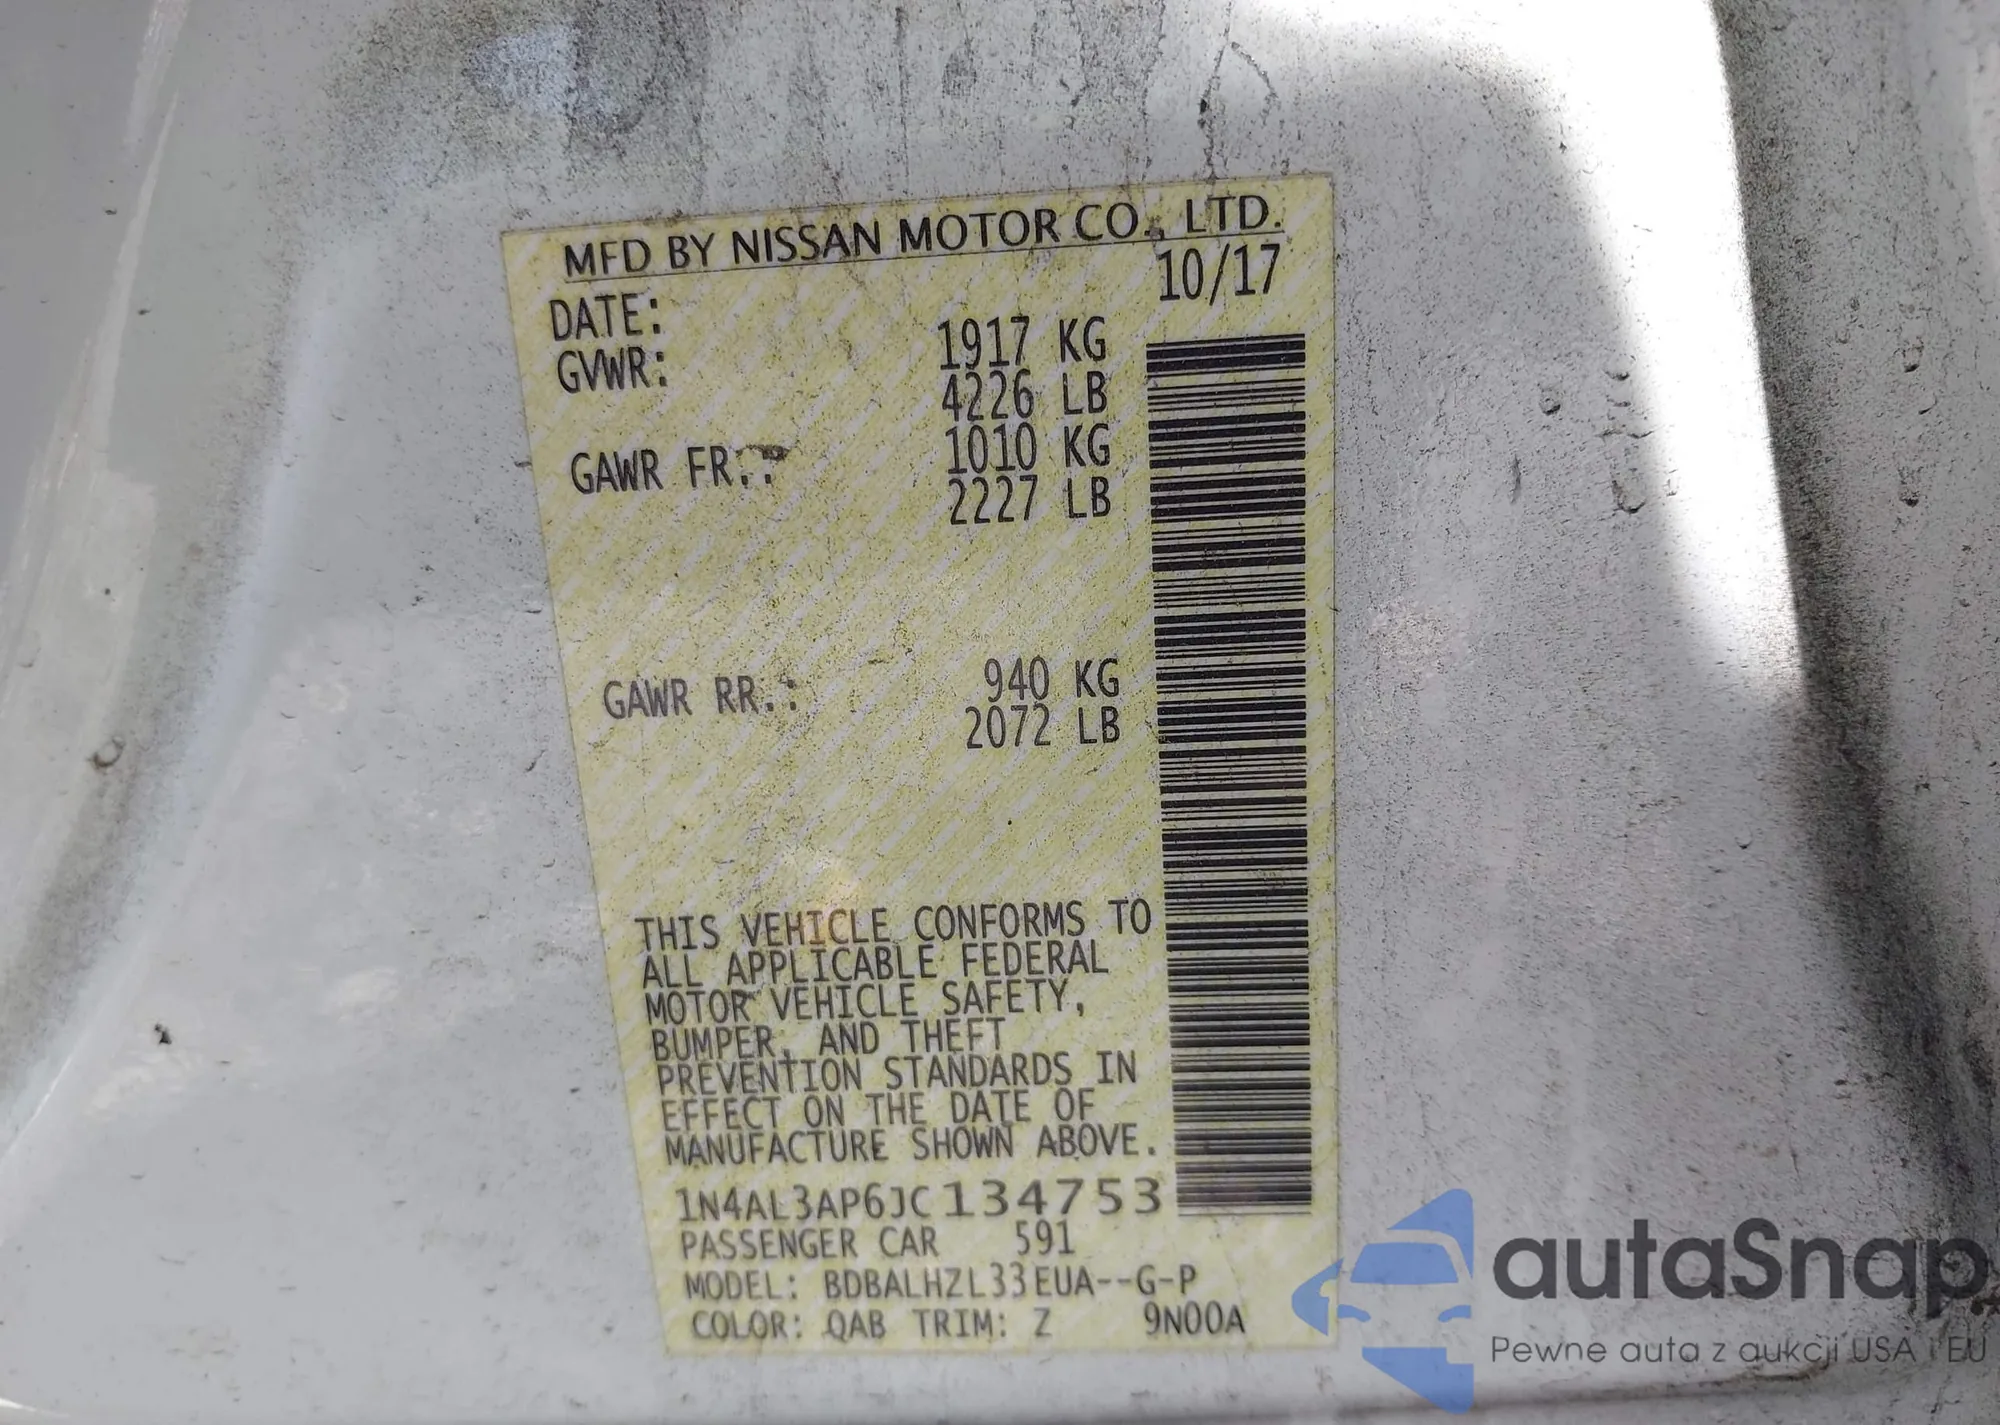 MFD BY NISSAN MOTOR CO., LTD.
DATE: 10/17
GVWR: 1917 KG
4226 LB
GAWR FR.: 1010 KG
2227 LB
GAWR RR.: 940 KG
2072 LB
THIS VEHICLE CONFORMS TO
ALL APPLICABLE FEDERAL
MOTOR VEHICLE SAFETY,
BUMPER, AND THEFT
PREVENTION STANDARDS IN
EFFECT ON THE DATE OF
MANUFACTURE SHOWN ABOVE.
1N4AL3AP6JC134753
PASSENGER CAR 591
MODEL: BDBALHZL33EUA--G-P
COLOR: QAB TRIM: Z 9N00A
autaSnap
Pewne auta z aukcji USA i EU